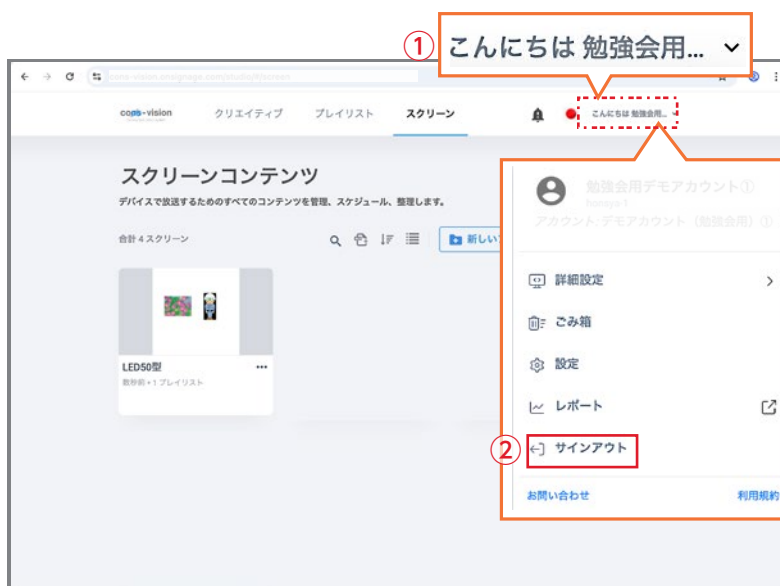 ① こんにちは 勉強会用...
cons-vision.onsignage.com/studio/#/screen
クリエイティブ プレイリスト スクリーン こんにちは 勉強会用...
スクリーンコンテンツ
デバイスで放送するためのすべてのコンテンツを管理、スケジュール、整理します。
合計 4 スクリーン
新しい
LED50型
数秒前 • 1 プレイリスト
勉強会用デモアカウント①
アカウント: デモアカウント（勉強会用）①
詳細設定
ごみ箱
設定
レポート
② サインアウト
お問い合わせ 利用規約